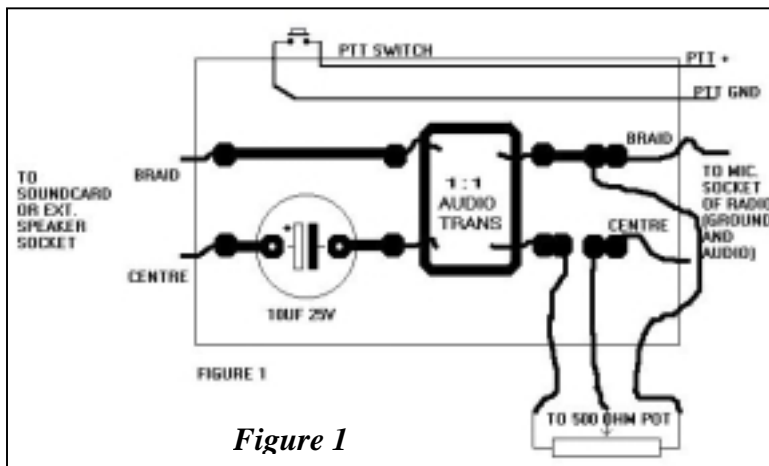 PTT SWITCH
PTT +
PTT GND
BRAID
TO
SOUNDCARD
OR EXT.
SPEAKER
SOCKET
BRAID
1 : 1
AUDIO
TRANS
TO MIC.
SOCKET
OF RADIO
(GROUND
AND
AUDIO)
CENTRE
+
CENTRE
10UF 25V
FIGURE 1
TO 500 OHM POT
Figure 1